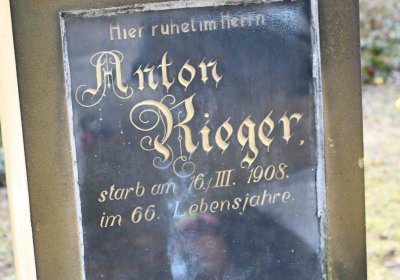 Hier ruhet im Herrn
Anton
Rieger,
starb am 16./III. 1908.
im 66. Lebensjahre.